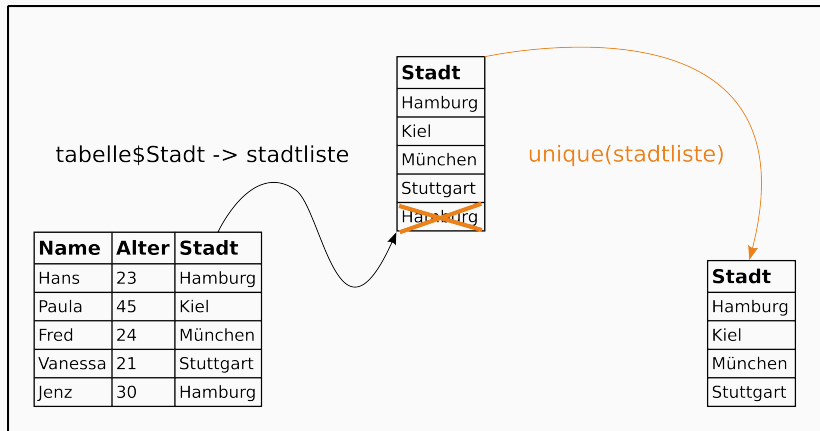 Stadt
Hamburg
Kiel
München
Stuttgart
Hamburg
tabelle$Stadt -> stadtliste
unique(stadtliste)
Name Alter Stadt
Hans 23 Hamburg
Paula 45 Kiel
Fred 24 München
Vanessa 21 Stuttgart
Jenz 30 Hamburg
Stadt
Hamburg
Kiel
München
Stuttgart